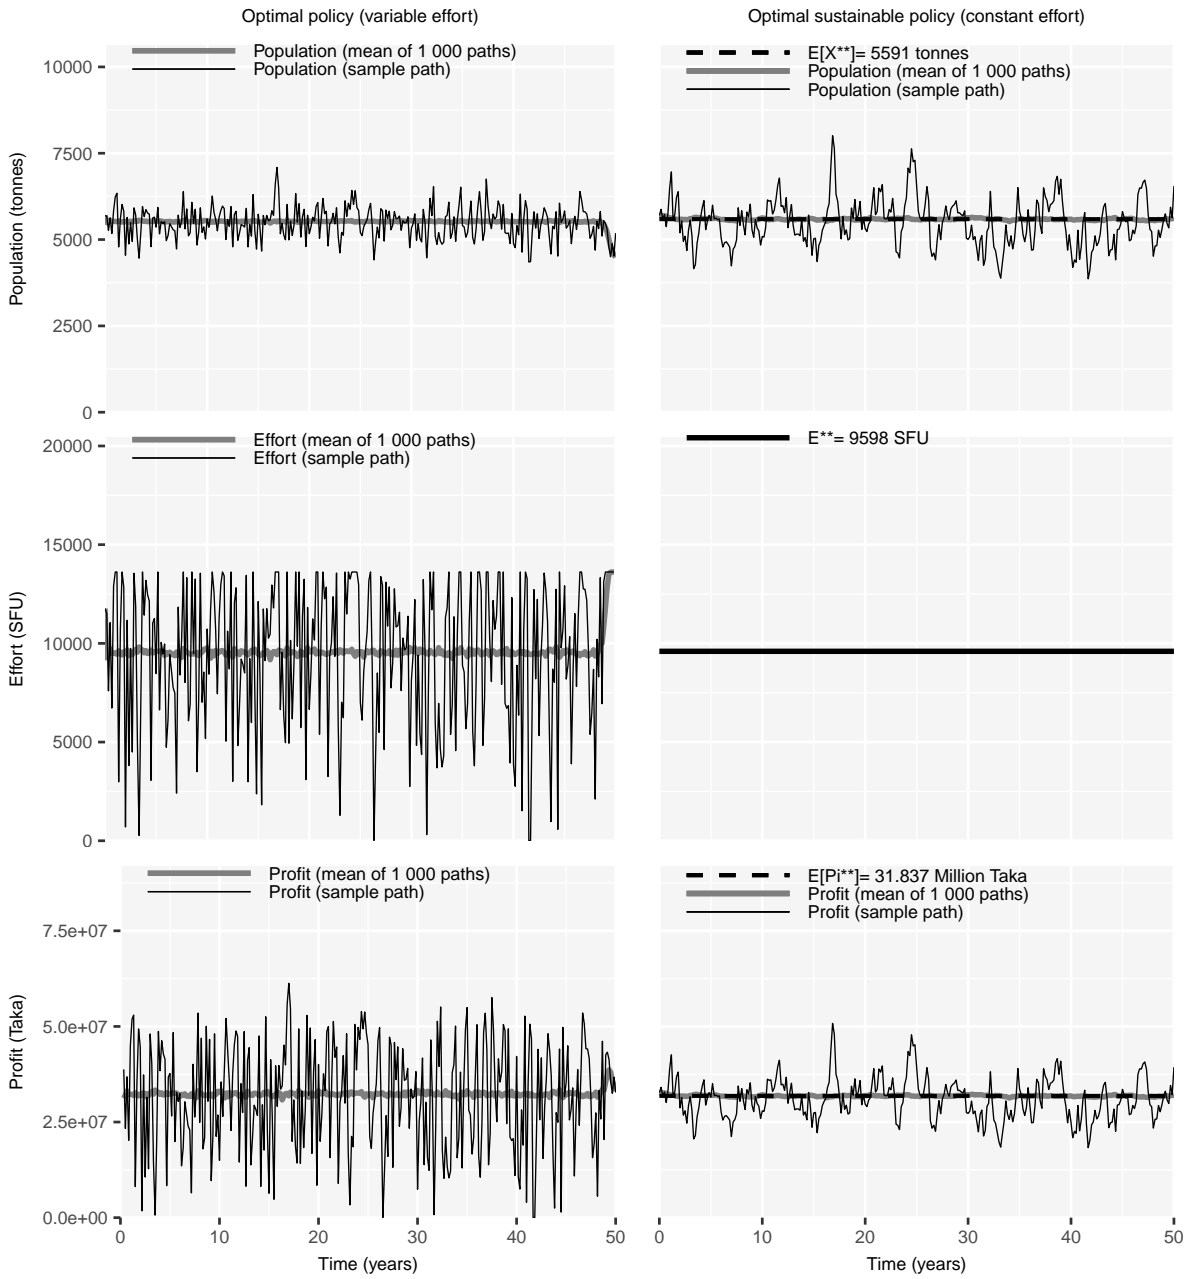 Optimal policy (variable effort)
Optimal sustainable policy (constant effort)
Population (mean of 1 000 paths)
Population (sample path)
E[X**]= 5591 tonnes
Population (mean of 1 000 paths)
Population (sample path)
Population (tonnes)
10000
7500
5000
2500
0
Effort (mean of 1 000 paths)
Effort (sample path)
E**= 9598 SFU
Effort (SFU)
20000
15000
10000
5000
0
Profit (mean of 1 000 paths)
Profit (sample path)
E[Pi**]= 31.837 Million Taka
Profit (mean of 1 000 paths)
Profit (sample path)
Profit (Taka)
7.5e+07
5.0e+07
2.5e+07
0.0e+00
0 10 20 30 40 50
0 10 20 30 40 50
Time (years)
Time (years)